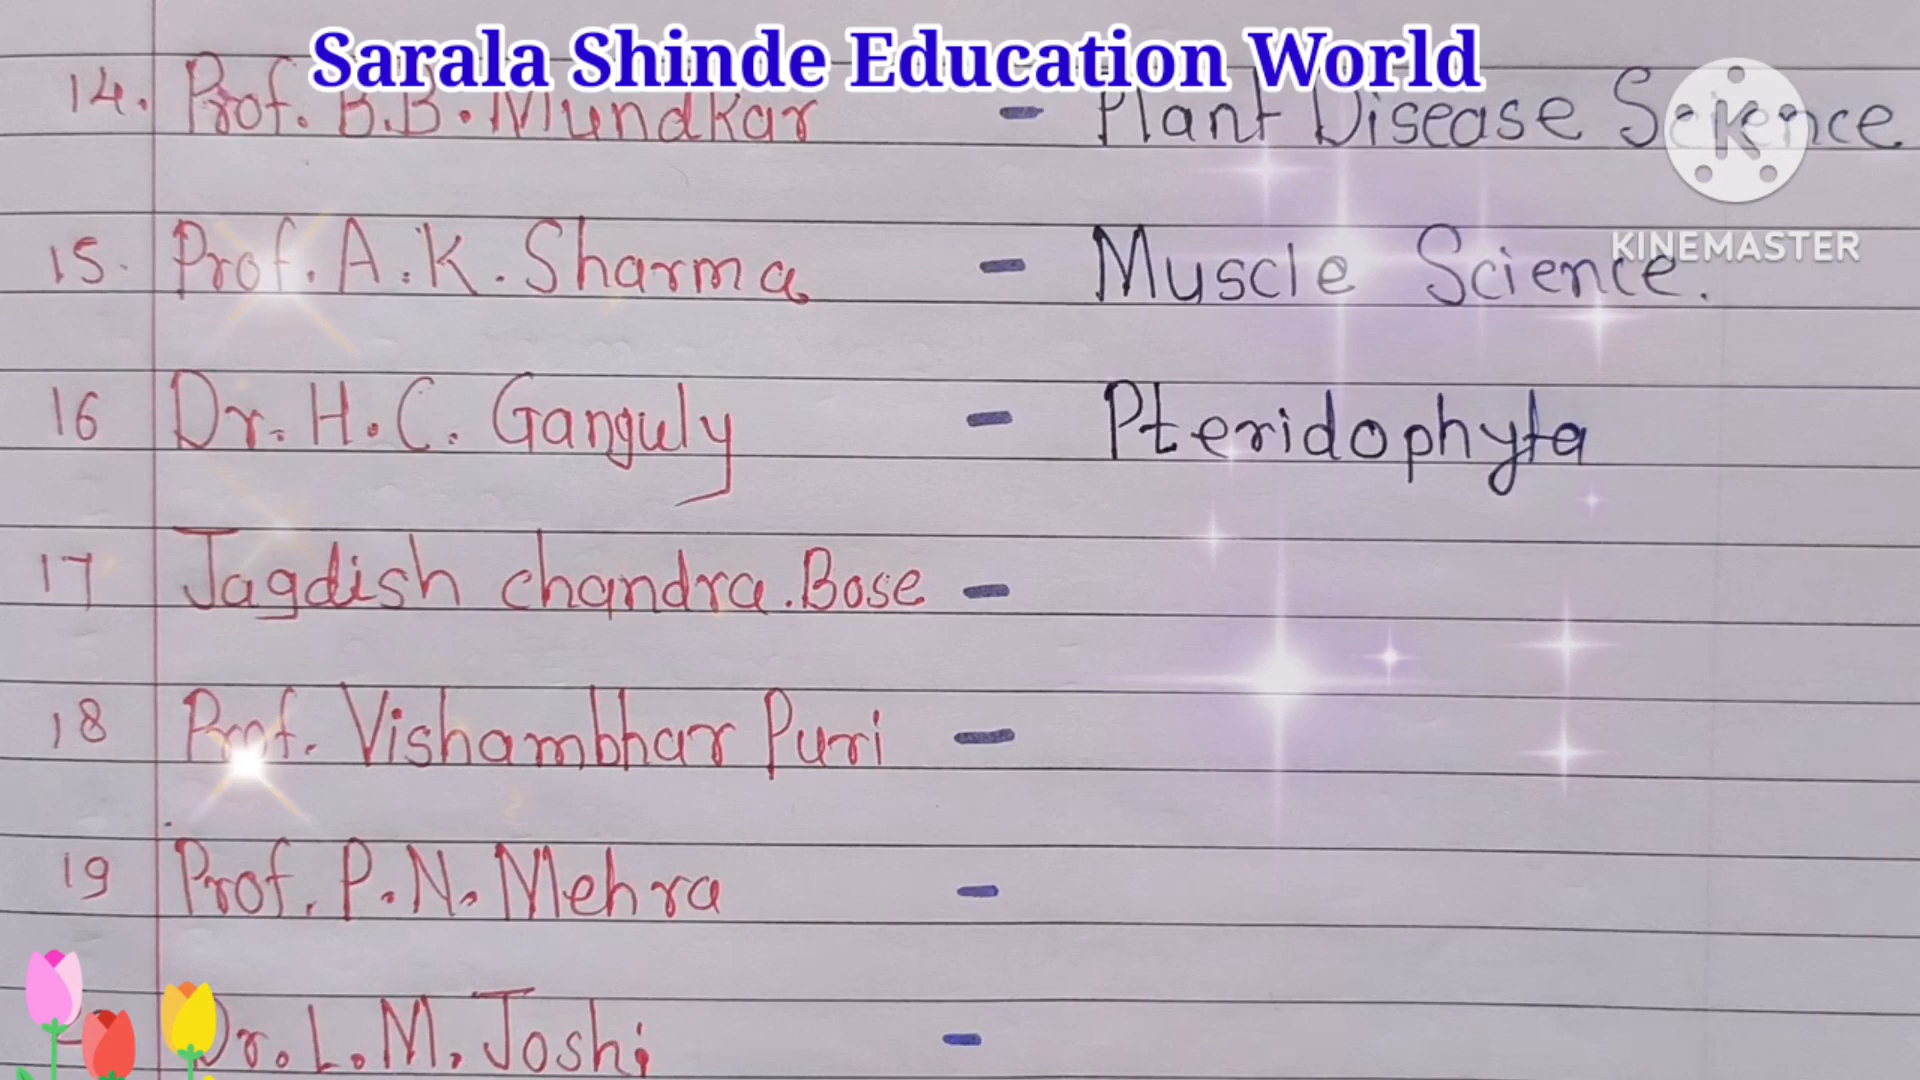 Sarala Shinde Education World
14. Prof. B.B. Mundkar - Plant Disease Science
KINEMASTER
15. Prof. A.K. Sharma - Muscle Science.
16 Dr. H.C. Ganguly - Pteridophyta
17 Jagdish chandra. Bose -
18 Prof. Vishambhar Puri -
19 Prof. P.N. Mehra -
Dr. L.M. Joshi -